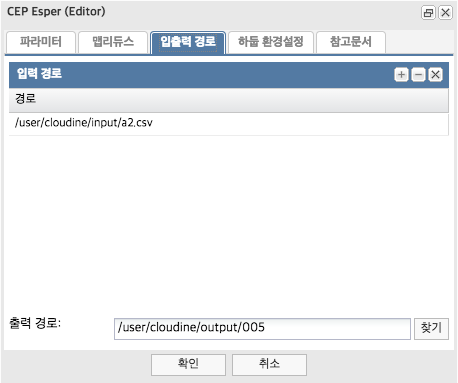 CEP Esper (Editor)
파라미터 맵리듀스 입출력 경로 하둡 환경설정 참고문서
입력 경로
경로
/user/cloudine/input/a2.csv
출력 경로: /user/cloudine/output/005 찾기
확인 취소